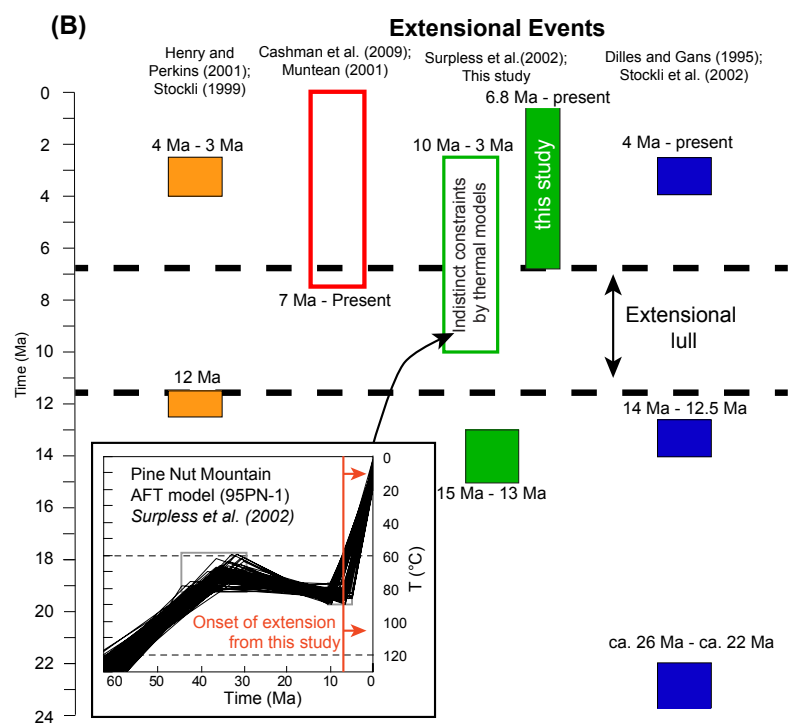 (B)
Extensional Events
Henry and
Perkins (2001);
Stockli (1999)
Cashman et al. (2009);
Muntean (2001)
Surpless et al.(2002);
This study
Dilles and Gans (1995);
Stockli et al. (2002)
6.8 Ma - present
4 Ma - 3 Ma
10 Ma - 3 Ma
4 Ma - present
this study
Indistinct constraints
by thermal models
7 Ma - Present
Extensional
lull
12 Ma
14 Ma - 12.5 Ma
15 Ma - 13 Ma
ca. 26 Ma - ca. 22 Ma
Time (Ma)
0
2
4
6
8
10
12
14
16
18
19
20
22
24
Pine Nut Mountain
AFT model (95PN-1)
Surpless et al. (2002)
Onset of extension
from this study
0
20
40
60
80
100
120
T (°C)
60
50
40
30
20
10
0
Time (Ma)